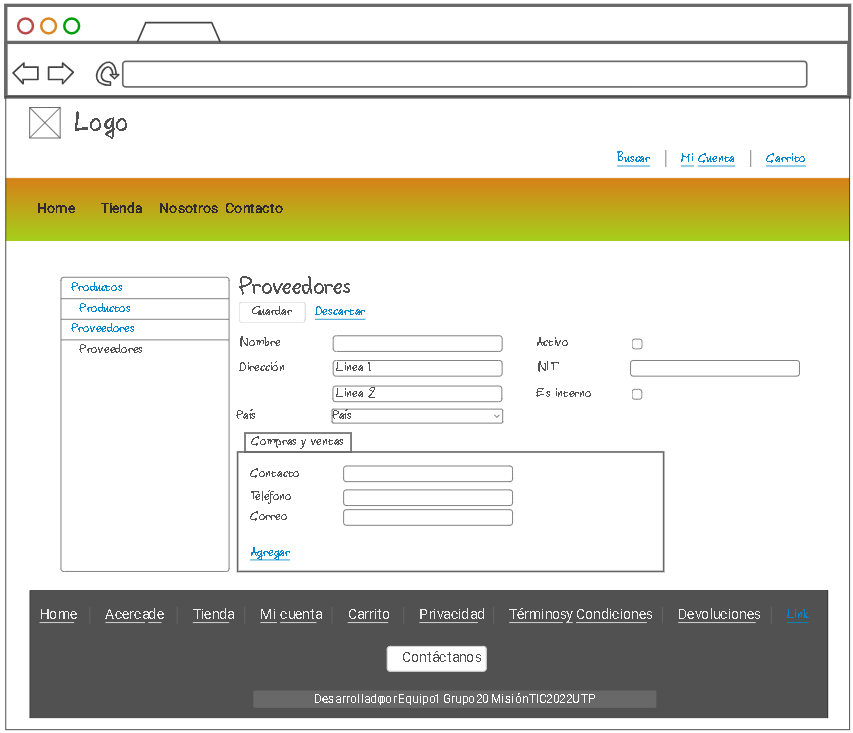 Logo
Buscar | Mi Cuenta | Carrito
Home Tienda Nosotros Contacto
Productos
Productos
Proveedores
Proveedores
Proveedores
Guardar Descartar
Nombre Activo
Dirección Linea 1 NIT
Linea 2 Es interno
País País
Compras y ventas
Contacto
Teléfono
Correo
Agregar
Home | Acercade | Tienda | Mi cuenta | Carrito | Privacidad | Términosy Condiciones | Devoluciones | Link
Contáctanos
DesarrolladoporEquipo1 Grupo20 MisiónTIC2022UTP